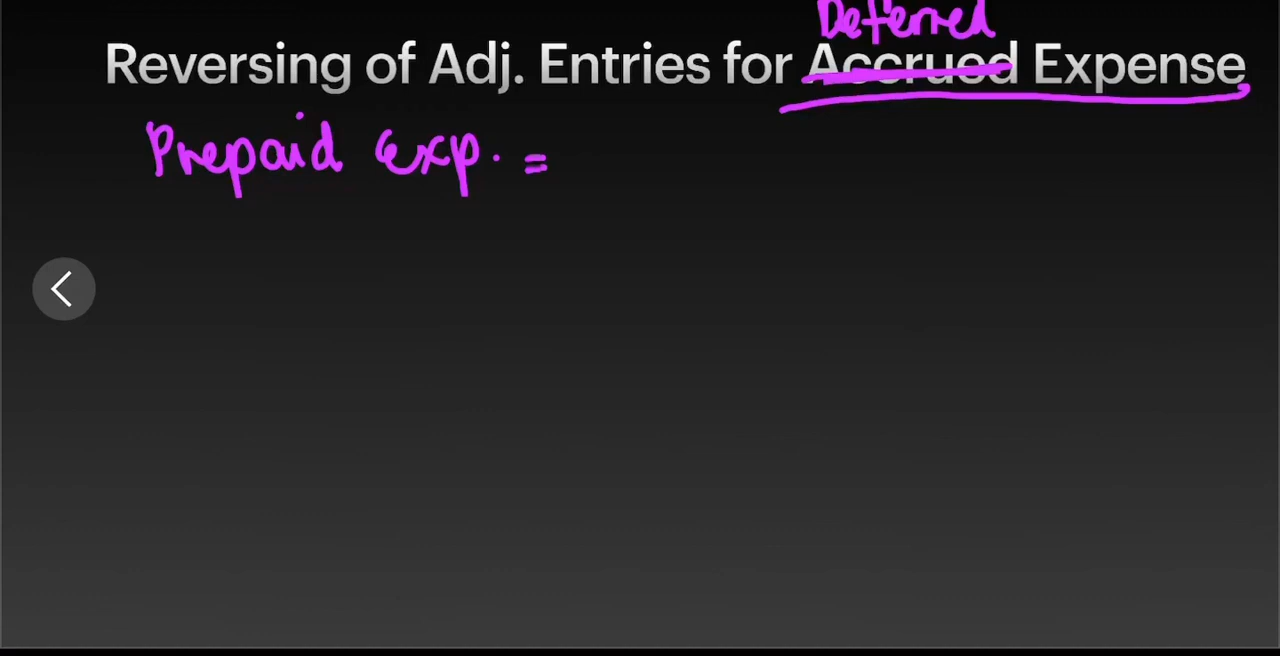 Deferred
Reversing of Adj. Entries for Accrued Expense
Prepaid Exp. =